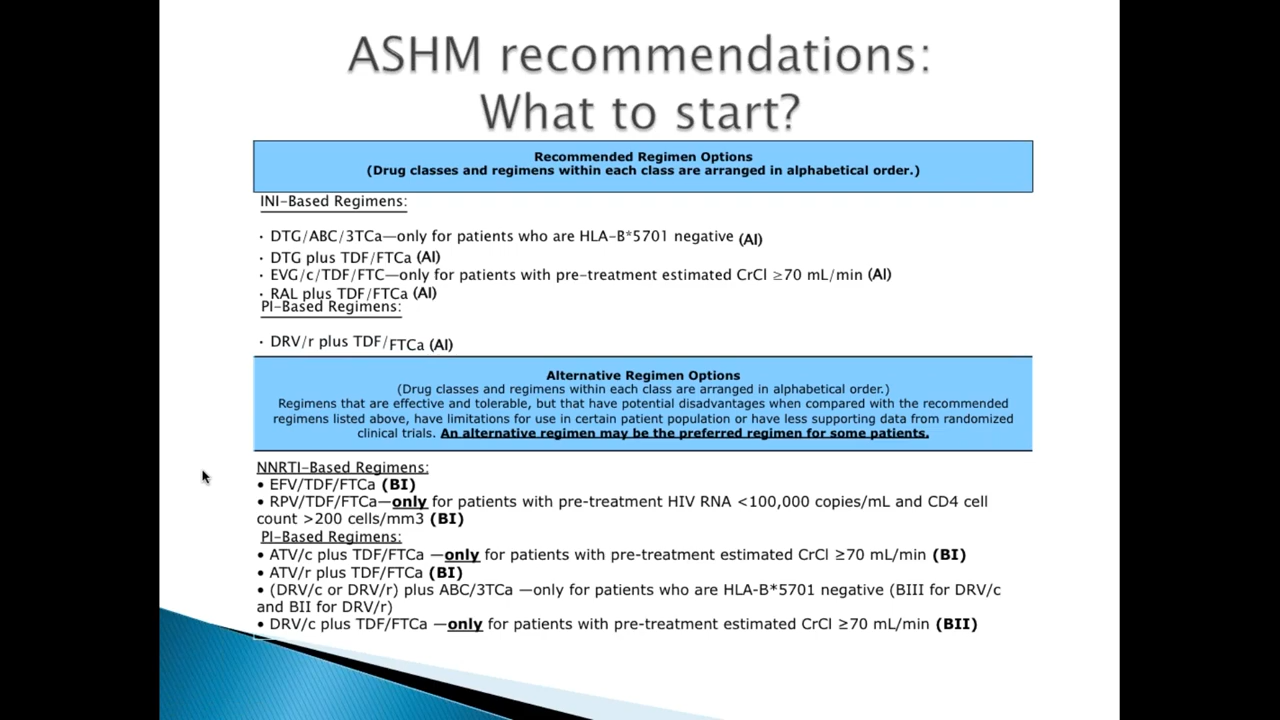 ASHM recommendations:
What to start?
Recommended Regimen Options
(Drug classes and regimens within each class are arranged in alphabetical order.)
INI–Based Regimens:
• DTG/ABC/3TCa—only for patients who are HLA–B*5701 negative (AI)
• DTG plus TDF/FTCa (AI)
• EVG/c/TDF/FTC—only for patients with pre–treatment estimated CrCl ≥70 mL/min (AI)
• RAL plus TDF/FTCa (AI)
PI–Based Regimens:
• DRV/r plus TDF/FTCa (AI)
Alternative Regimen Options
(Drug classes and regimens within each class are arranged in alphabetical order.)
Regimens that are effective and tolerable, but that have potential disadvantages when compared with the recommended
regimens listed above, have limitations for use in certain patient population or have less supporting data from randomized
clinical trials. An alternative regimen may be the preferred regimen for some patients.
NNRTI–Based Regimens:
• EFV/TDF/FTCa (BI)
• RPV/TDF/FTCa—only for patients with pre-treatment HIV RNA <100,000 copies/mL and CD4 cell
count >200 cells/mm3 (BI)
PI–Based Regimens:
• ATV/c plus TDF/FTCa —only for patients with pre-treatment estimated CrCl ≥70 mL/min (BI)
• ATV/r plus TDF/FTCa (BI)
• (DRV/c or DRV/r) plus ABC/3TCa —only for patients who are HLA-B*5701 negative (BIII for DRV/c
and BII for DRV/r)
• DRV/c plus TDF/FTCa —only for patients with pre-treatment estimated CrCl ≥70 mL/min (BII)